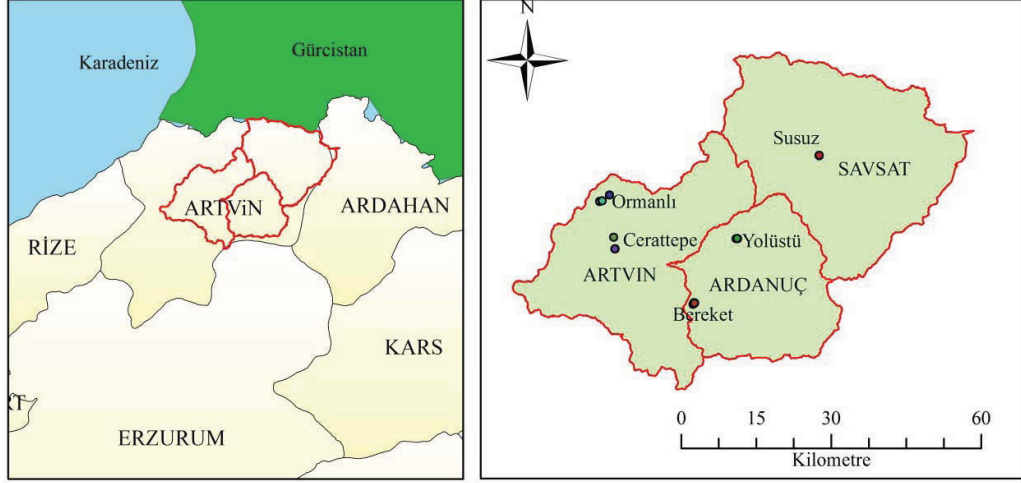 Karadeniz
Gürcistan
ARTViN
ARDAHAN
RİZE
KARS
RT
ERZURUM
N
Susuz
SAVSAT
Ormanlı
Cerattepe
Yolüstü
ARTVIN
ARDANUÇ
Bereket
0 15 30 60
Kilometre